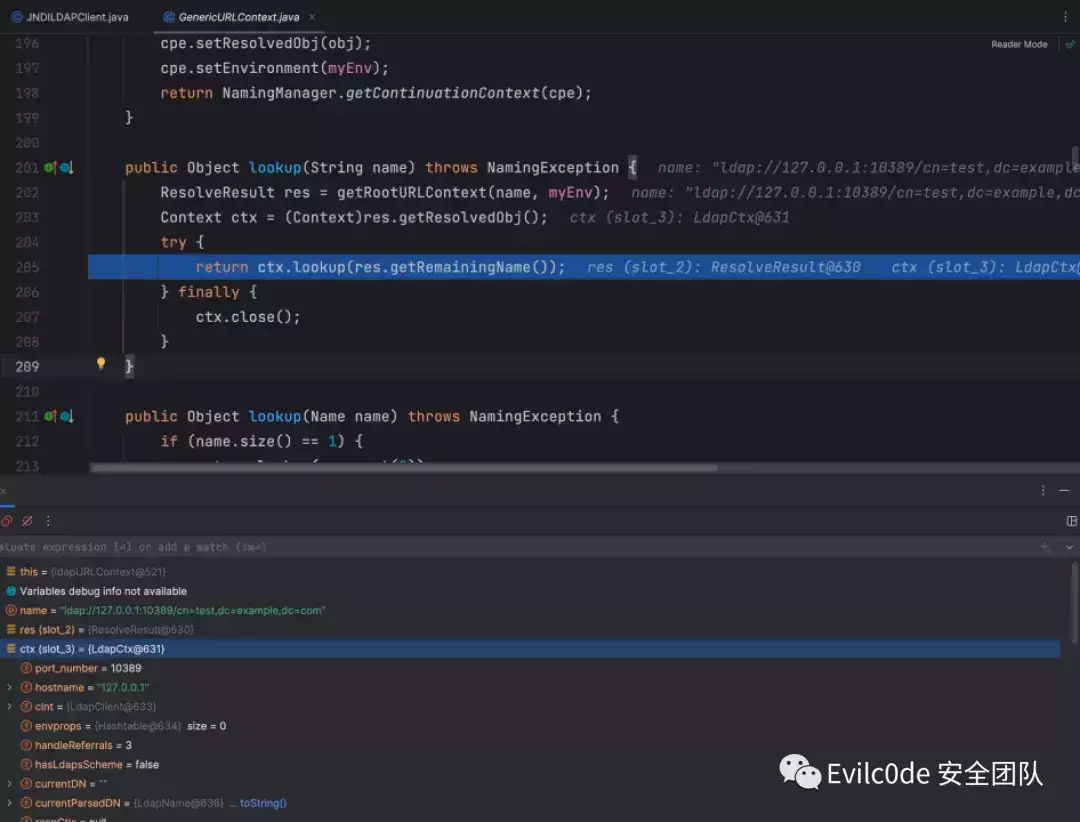 JNDILDAPClient.java GenericURLContext.java
196 cpe.setResolvedObj(obj); Reader Mode
197 cpe.setEnvironment(myEnv);
198 return NamingManager.getContinuationContext(cpe);
199 }
200
201 public Object lookup(String name) throws NamingException { name: "ldap://127.0.0.1:10389/cn=test,dc=example
202 ResolveResult res = getRootURLContext(name, myEnv); name: "ldap://127.0.0.1:10389/cn=test,dc=example,dc
203 Context ctx = (Context)res.getResolvedObj(); ctx (slot_3): LdapCtx@631
204 try {
205 return ctx.lookup(res.getRemainingName()); res (slot_2): ResolveResult@630 ctx (slot_3): LdapCtx@
206 } finally {
207 ctx.close();
208 }
209 }
210
211 public Object lookup(Name name) throws NamingException {
212 if (name.size() == 1) {
213
aluate expression (⏎) or add a watch (⇧⌘⏎)
this = {ldapURLContext@521}
Variables debug info not available
name = "ldap://127.0.0.1:10389/cn=test,dc=example,dc=com"
res (slot_2) = {ResolveResult@630}
ctx (slot_3) = {LdapCtx@631}
port_number = 10389
hostname = "127.0.0.1"
clnt = {LdapClient@633}
envprops = {Hashtable@634} size = 0
handleReferrals = 3
hasLdapsScheme = false
currentDN = ""
currentParsedDN = {LdapName@636} ... toString()
Evilc0de 安全团队